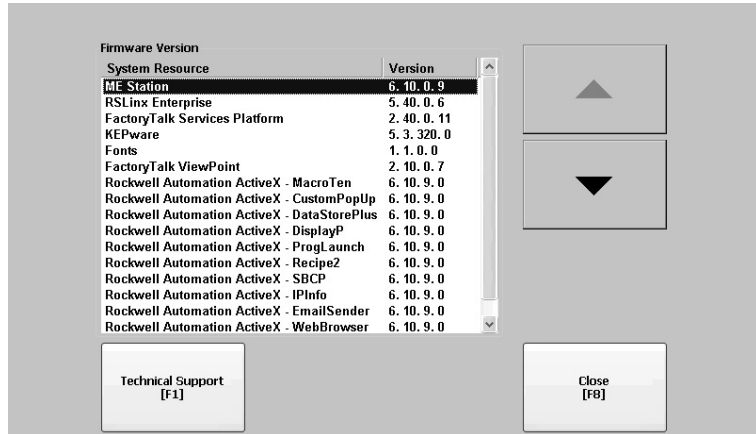 Firmware Version
System Resource Version
ME Station 6. 10. 0. 9
RSLinx Enterprise 5. 40. 0. 6
FactoryTalk Services Platform 2. 40. 0. 11
KEPware 5. 3. 320. 0
Fonts 1. 1. 0. 0
FactoryTalk ViewPoint 2. 10. 0. 7
Rockwell Automation ActiveX - MacroTen 6. 10. 9. 0
Rockwell Automation ActiveX - CustomPopUp 6. 10. 9. 0
Rockwell Automation ActiveX - DataStorePlus 6. 10. 9. 0
Rockwell Automation ActiveX - DisplayP 6. 10. 9. 0
Rockwell Automation ActiveX - ProgLaunch 6. 10. 9. 0
Rockwell Automation ActiveX - Recipe2 6. 10. 9. 0
Rockwell Automation ActiveX - SBCP 6. 10. 9. 0
Rockwell Automation ActiveX - IPInfo 6. 10. 9. 0
Rockwell Automation ActiveX - EmailSender 6. 10. 9. 0
Rockwell Automation ActiveX - WebBrowser 6. 10. 9. 0
Technical Support
[F1]
Close
[F8]